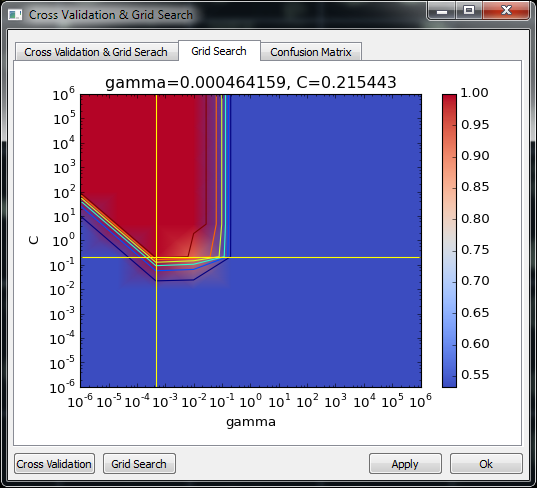 Cross Validation & Grid Search
Cross Validation & Grid Serach
Grid Search
Confusion Matrix
gamma=0.000464159, C=0.215443
10^6
10^5
10^4
10^3
10^2
10^1
10^0
10^-1
10^-2
10^-3
10^-4
10^-5
10^-6
C
10^-6 10^-5 10^-4 10^-3 10^-2 10^-1 10^0 10^1 10^2 10^3 10^4 10^5 10^6
gamma
1.00
0.95
0.90
0.85
0.80
0.75
0.70
0.65
0.60
0.55
Cross Validation
Grid Search
Apply
Ok